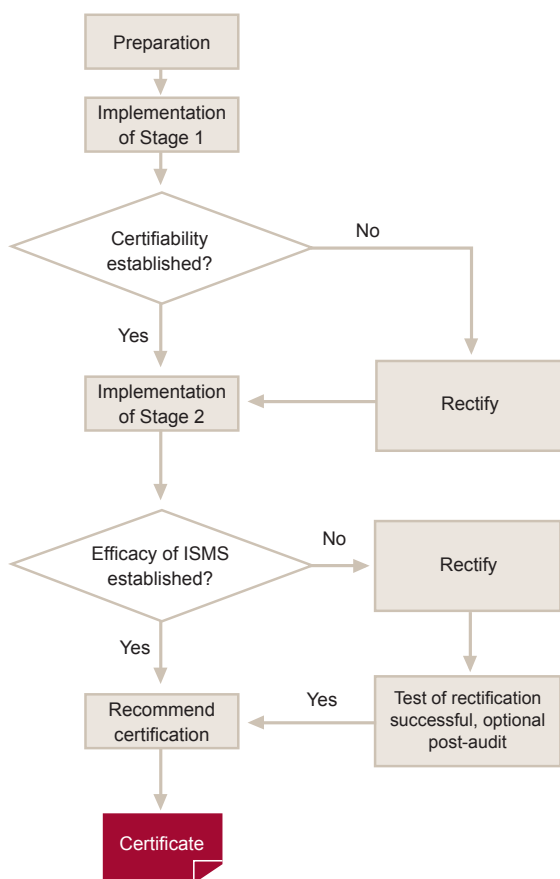 Preparation
Implementation
of Stage 1
Certifiability
established?
No
Yes
Implementation
of Stage 2
Rectify
Efficacy of ISMS
established?
No
Rectify
Yes
Recommend
certification
Yes
Test of rectification
successful, optional
post-audit
Certificate